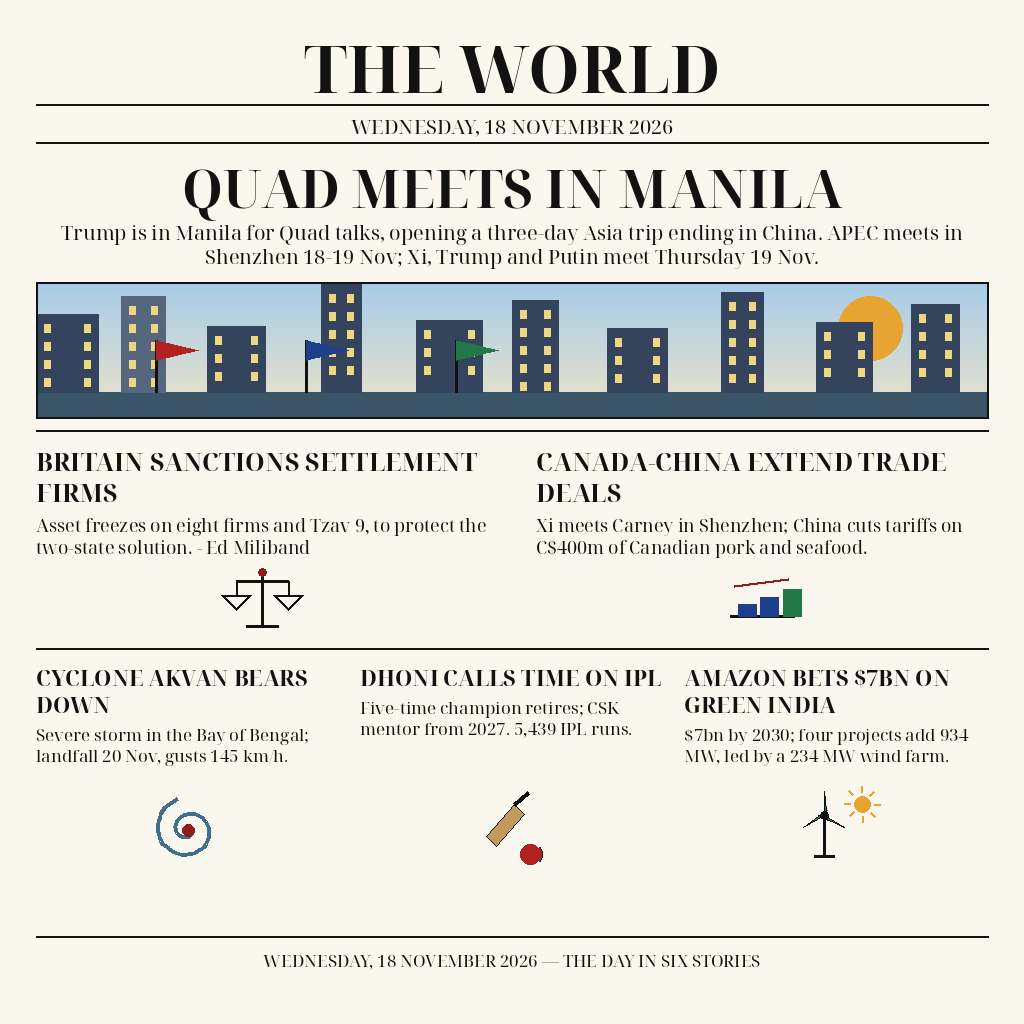 THE WORLD
WEDNESDAY, 18 NOVEMBER 2026
QUAD MEETS IN MANILA
Trump is in Manila for Quad talks, opening a three-day Asia trip ending in China. APEC meets in
Shenzhen 18-19 Nov; Xi, Trump and Putin meet Thursday 19 Nov.
BRITAIN SANCTIONS SETTLEMENT
FIRMS
Asset freezes on eight firms and Tzav 9, to protect the
two-state solution. - Ed Miliband
CANADA-CHINA EXTEND TRADE
DEALS
Xi meets Carney in Shenzhen; China cuts tariffs on
C$400m of Canadian pork and seafood.
CYCLONE AKVAN BEARS
DOWN
Severe storm in the Bay of Bengal;
landfall 20 Nov, gusts 145 km/h.
DHONI CALLS TIME ON IPL
Five-time champion retires; CSK
mentor from 2027. 5,439 IPL runs.
AMAZON BETS $7BN ON
GREEN INDIA
$7bn by 2030; four projects add 934
MW, led by a 234 MW wind farm.
WEDNESDAY, 18 NOVEMBER 2026 — THE DAY IN SIX STORIES